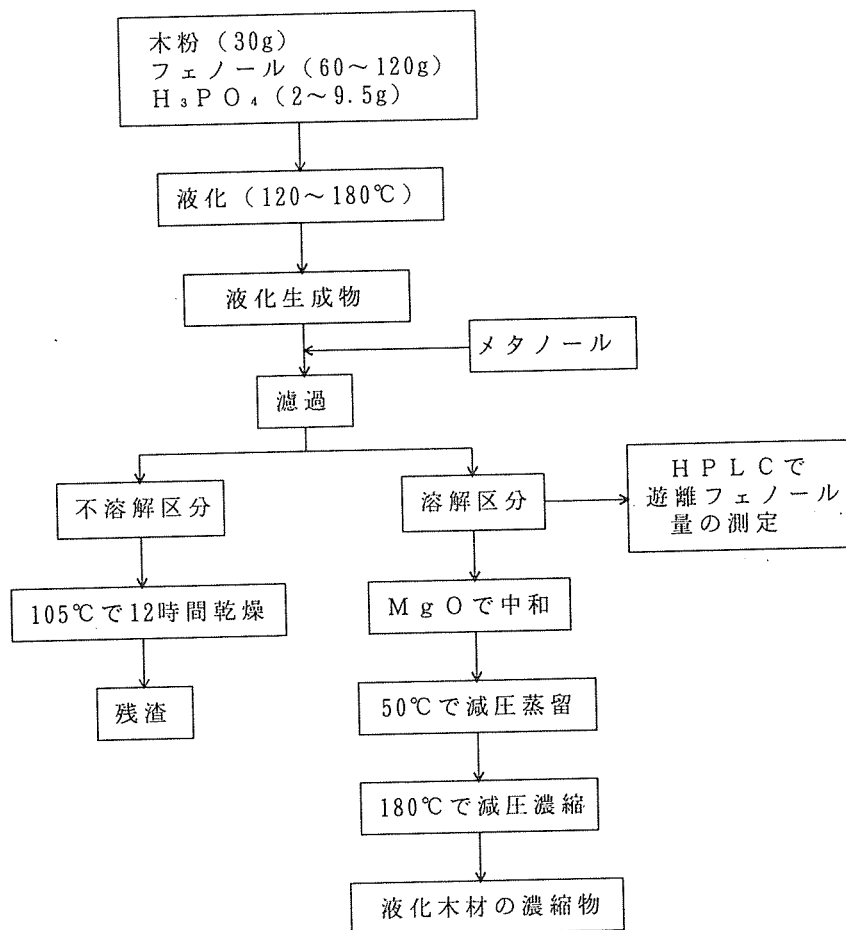 木粉（30g）
フェノール（60～120g）
H₃PO₄（2～9.5g）
液化（120～180℃）
液化生成物
メタノール
濾過
不溶解区分
溶解区分
HPLCで
遊離フェノール
量の測定
105℃で12時間乾燥
MgOで中和
残渣
50℃で減圧蒸留
180℃で減圧濃縮
液化木材の濃縮物